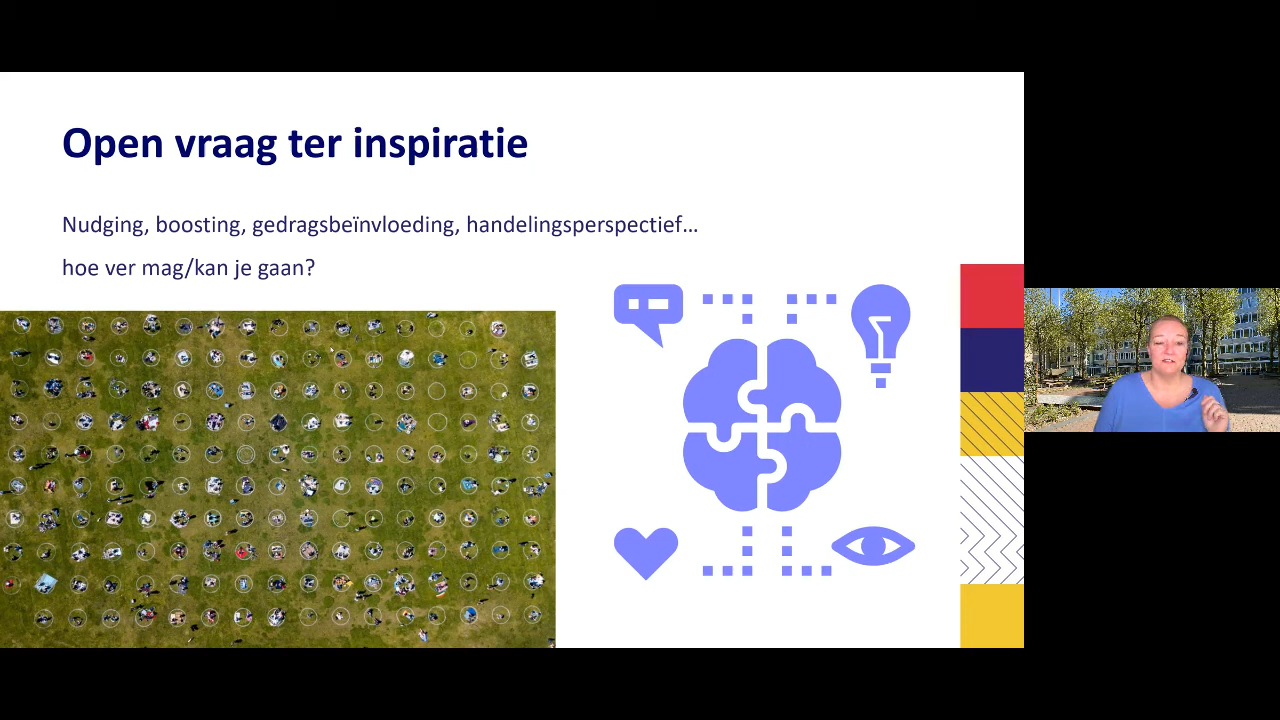 Open vraag ter inspiratie
Nudging, boosting, gedragsbeïnvloeding, handelingsperspectief…
hoe ver mag/kan je gaan?